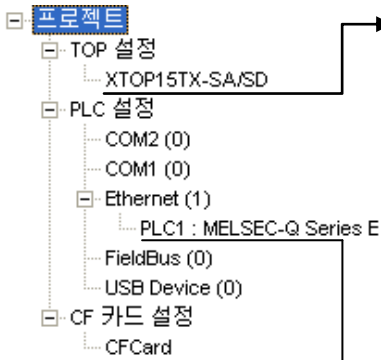 프로젝트
TOP 설정
XTOP15TX-SA/SD
PLC 설정
COM2 (0)
COM1 (0)
Ethernet (1)
PLC1 : MELSEC-Q Series E
FieldBus (0)
USB Device (0)
CF 카드 설정
CFCard